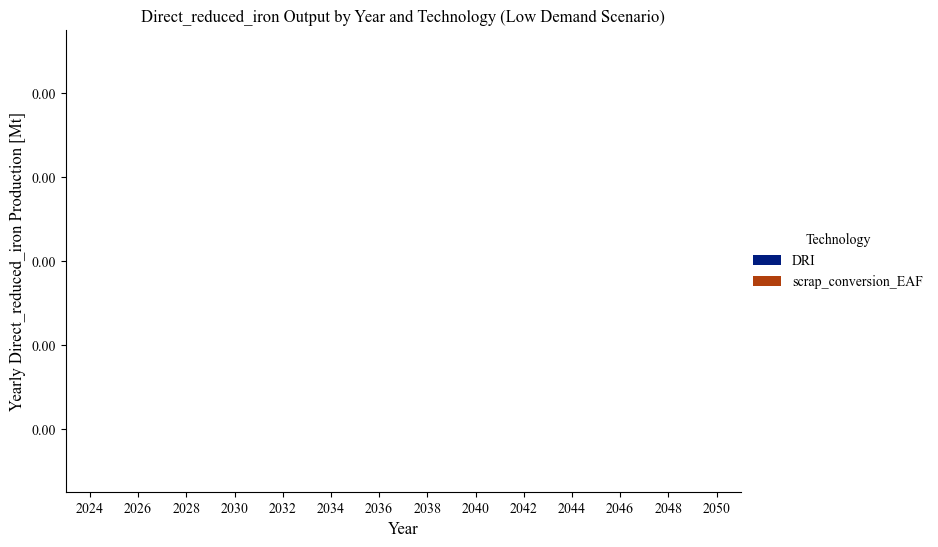 Direct_reduced_iron Output by Year and Technology (Low Demand Scenario)
Yearly Direct_reduced_iron Production [Mt]
0.00
0.00
0.00
0.00
0.00
Technology
DRI
scrap_conversion_EAF
2024 2026 2028 2030 2032 2034 2036 2038 2040 2042 2044 2046 2048 2050
Year